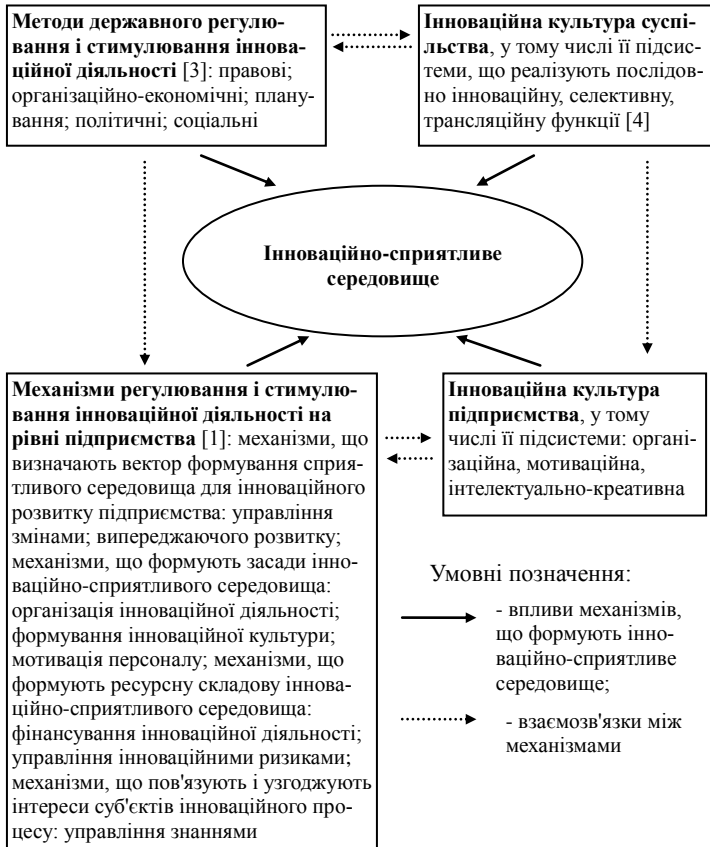 Методи державного регулю-
вання і стимулювання іннова-
ційної діяльності [3]: правові;
організаційно-економічні; плану-
вання; політичні; соціальні
Інноваційна культура суспі-
льства, у тому числі її підсис-
теми, що реалізують послідов-
но інноваційну, селективну,
трансляційну функції [4]
Інноваційно-сприятливе
середовище
Механізми регулювання і стимулю-
вання інноваційної діяльності на
рівні підприємства [1]: механізми, що
визначають вектор формування сприя-
тливого середовища для інноваційного
розвитку підприємства: управління
змінами; випереджаючого розвитку;
механізми, що формують засади інно-
ваційно-сприятливого середовища:
організація інноваційної діяльності;
формування інноваційної культури;
мотивація персоналу; механізми, що
формують ресурсну складову іннова-
ційно-сприятливого середовища:
фінансування інноваційної діяльності;
управління інноваційними ризиками;
механізми, що пов'язують і узгоджують
інтереси суб'єктів інноваційного про-
цесу: управління знаннями
Інноваційна культура
підприємства, у тому
числі її підсистеми: органі-
заційна, мотиваційна,
інтелектуально-креативна
Умовні позначення:
- впливи механізмів,
що формують інно-
ваційно-сприятливе
середовище;
- взаємозв'язки між
механізмами